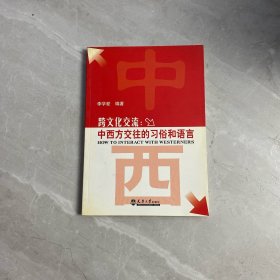 中
李学爱 编著
跨文化交流:
中西方交往的习俗和语言
HOW TO INTERACT WITH WESTERNERS
西
天津大学出版社